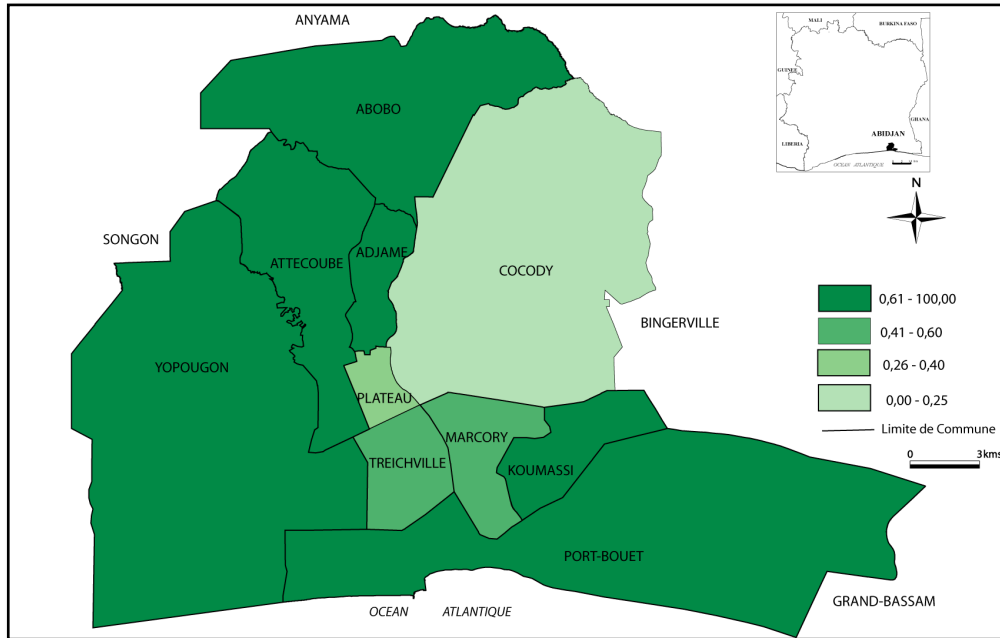 ANYAMA
MALI
BURKINA FASO
GUINEE
GHANA
LIBERIA
ABIDJAN
OCEAN ATLANTIQUE
N
ABOBO
SONGON
ATTECOUBE
ADJAME
COCODY
BINGERVILLE
YOPOUGON
PLATEAU
MARCORY
TREICHVILLE
KOUMASSI
PORT-BOUET
GRAND-BASSAM
OCEAN ATLANTIQUE
0,61 - 100,00
0,41 - 0,60
0,26 - 0,40
0,00 - 0,25
Limite de Commune
0 3kms